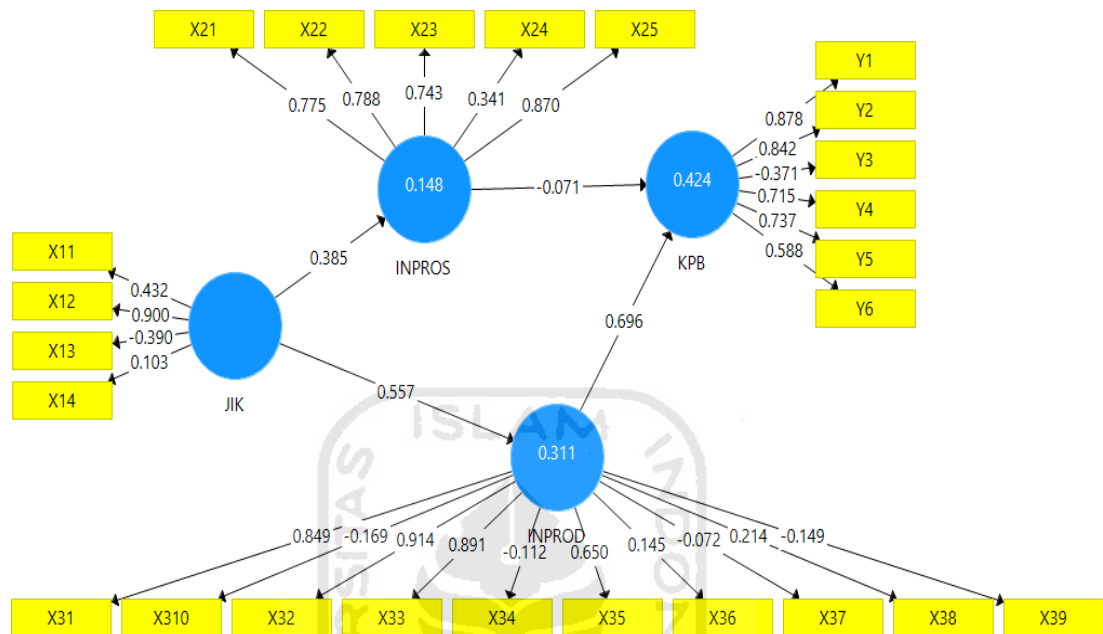 X21 X22 X23 X24 X25
Y1
0.775 0.788 0.743 0.341 0.870
0.878
Y2
0.842
Y3
-0.371
0.715
Y4
0.737
Y5
0.588
Y6
0.148
-0.071
0.424
INPROS
KPB
X11
0.432
X12
0.900
X13
-0.390
0.103
X14
JIK
0.385
0.696
0.557
ISLAM
0.311
INPROD
0.849 -0.169 0.914 0.891 -0.112 0.650 0.145 -0.072 0.214 -0.149
X31 X310 X32 X33 X34 X35 X36 X37 X38 X39